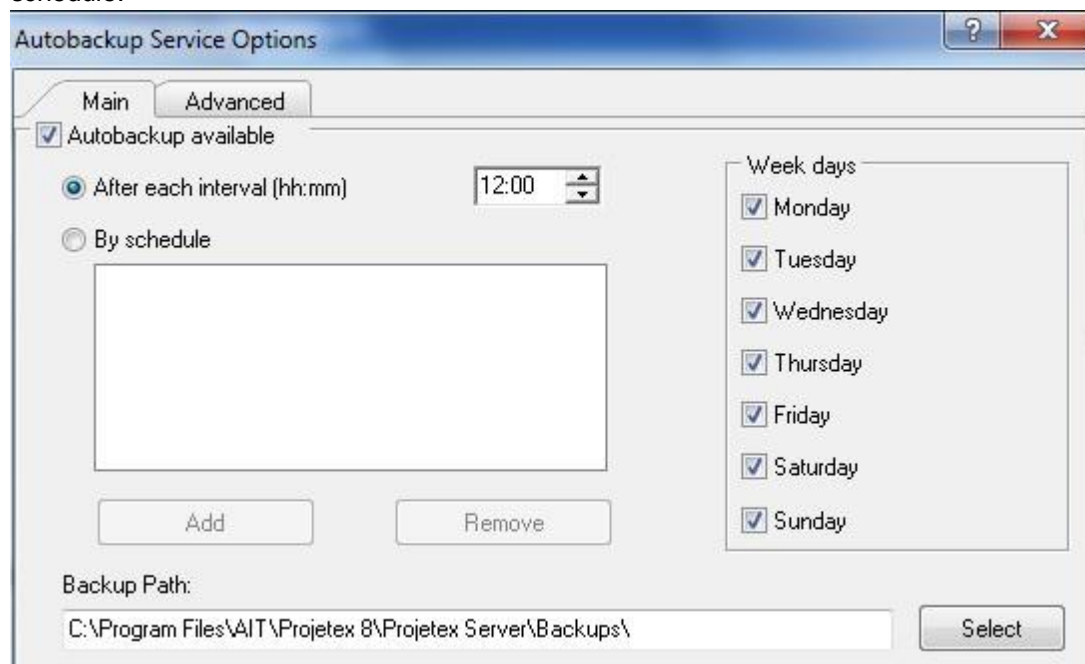 schedule.
Autobackup Service Options
Main Advanced
Autobackup available
After each interval (hh:mm) 12:00
By schedule
Week days
Monday
Tuesday
Wednesday
Thursday
Friday
Saturday
Sunday
Add Remove
Backup Path:
C:\Program Files\AIT\Projetex 8\Projetex Server\Backups\ Select